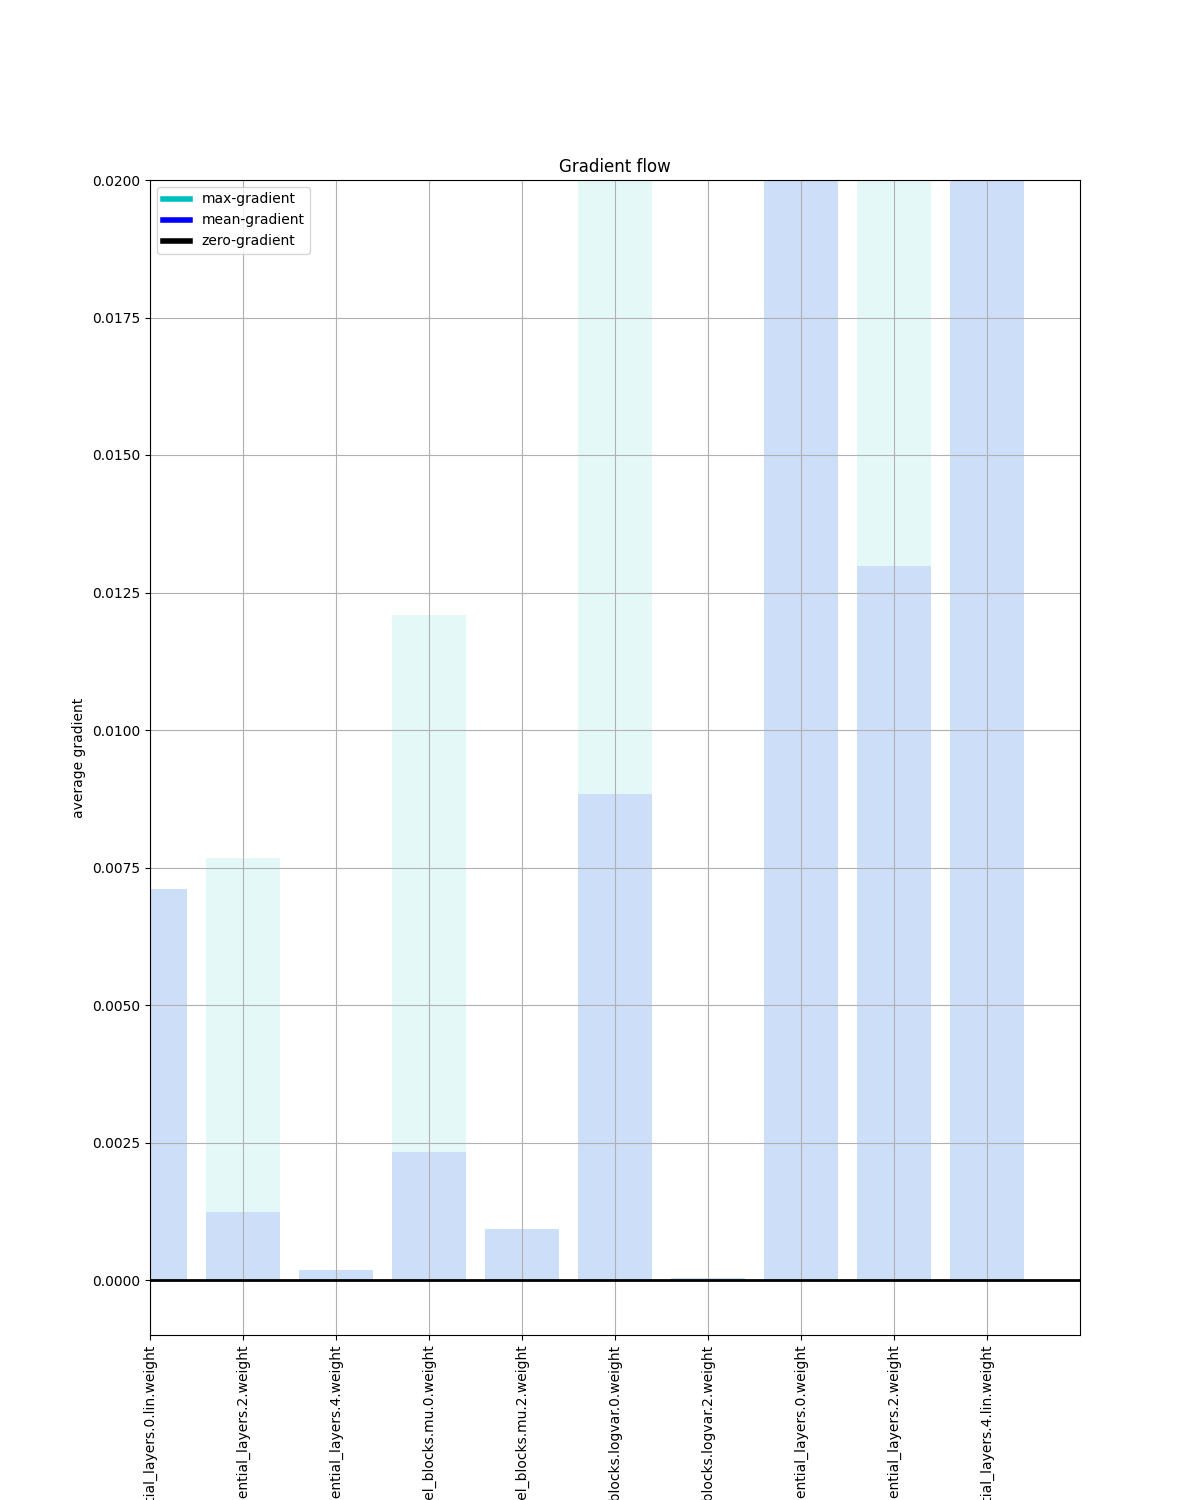 Gradient flow
max-gradient
mean-gradient
zero-gradient
average gradient
0.0200
0.0175
0.0150
0.0125
0.0100
0.0075
0.0050
0.0025
0.0000
tial_layers.0.lin.weight
ential_layers.2.weight
ential_layers.4.weight
el_blocks.mu.0.weight
el_blocks.mu.2.weight
blocks.logvar.0.weight
blocks.logvar.2.weight
ential_layers.0.weight
ential_layers.2.weight
tial_layers.4.lin.weight